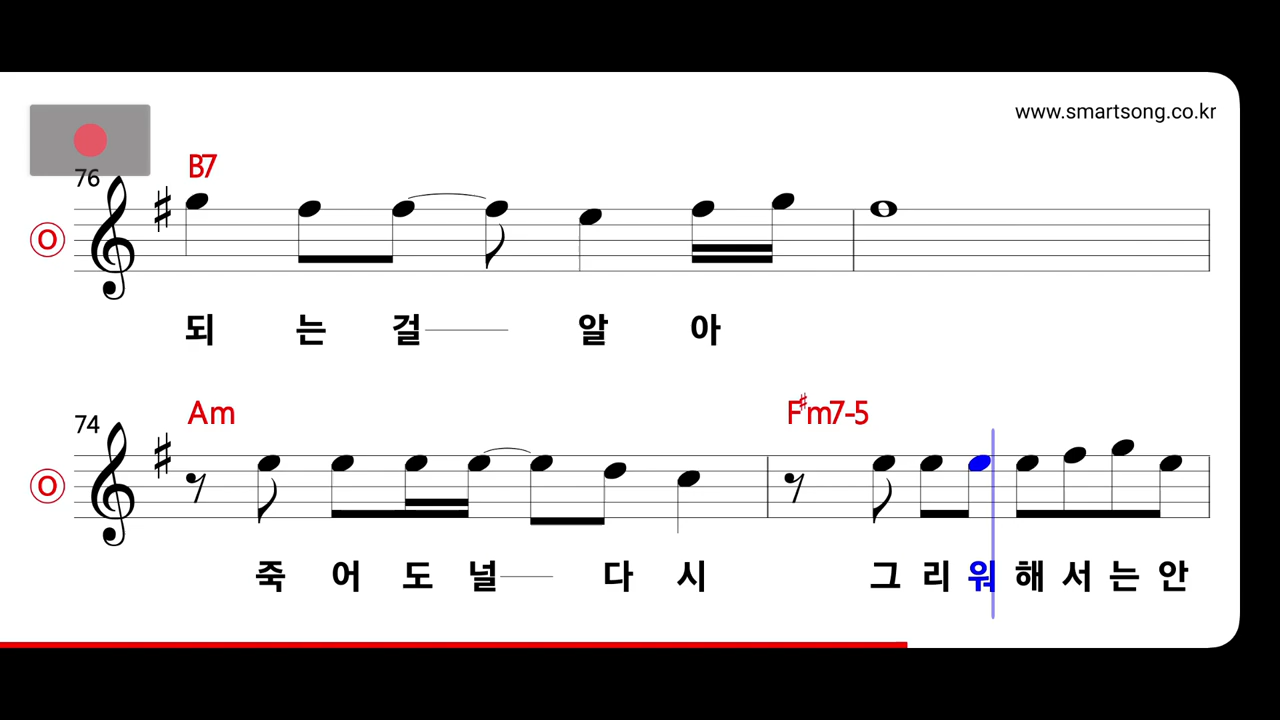 www.smartsong.co.kr
76
B7
O
되 는 걸 알 아
74
Am F♯m7-5
O
죽 어 도 널 다 시 그 리 워 해 서 는 안